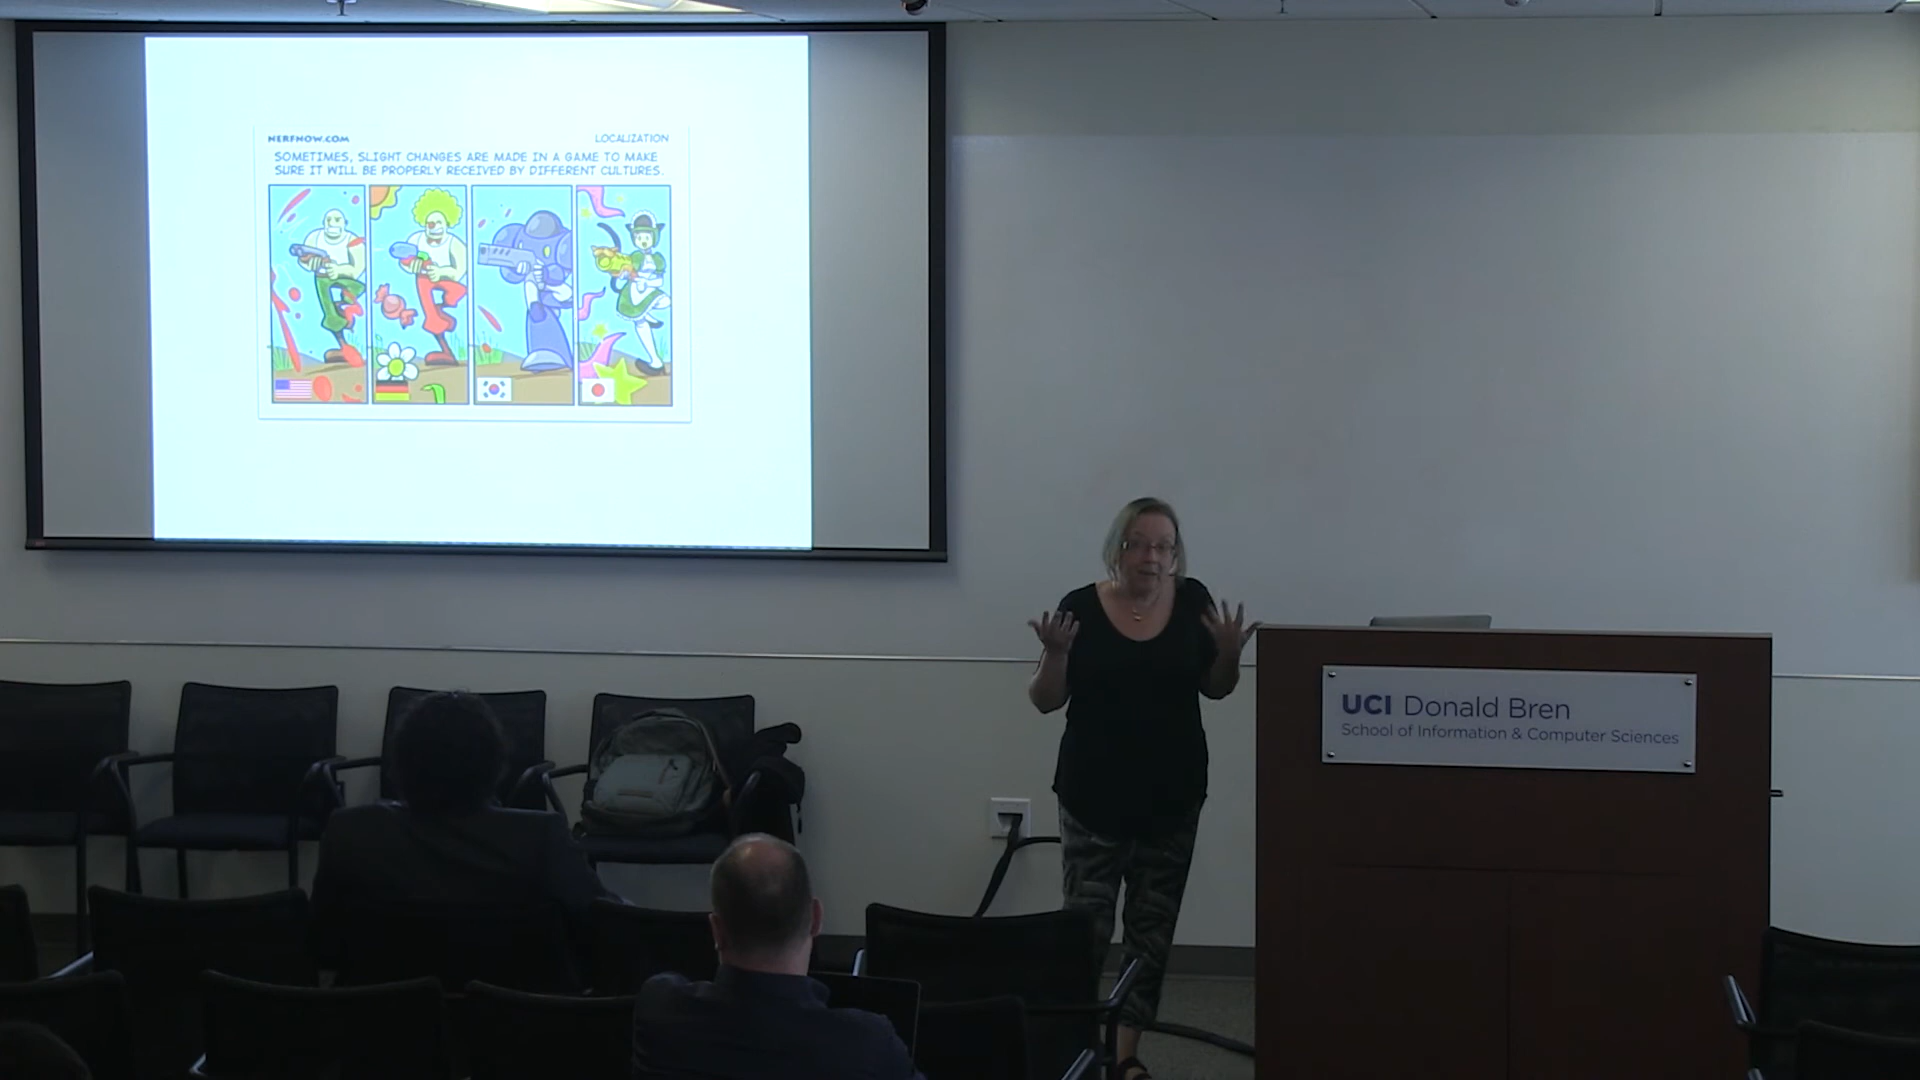 NERFNOW.COM
LOCALIZATION
SOMETIMES, SLIGHT CHANGES ARE MADE IN A GAME TO MAKE
SURE IT WILL BE PROPERLY RECEIVED BY DIFFERENT CULTURES.
UCI Donald Bren
School of Information & Computer Sciences